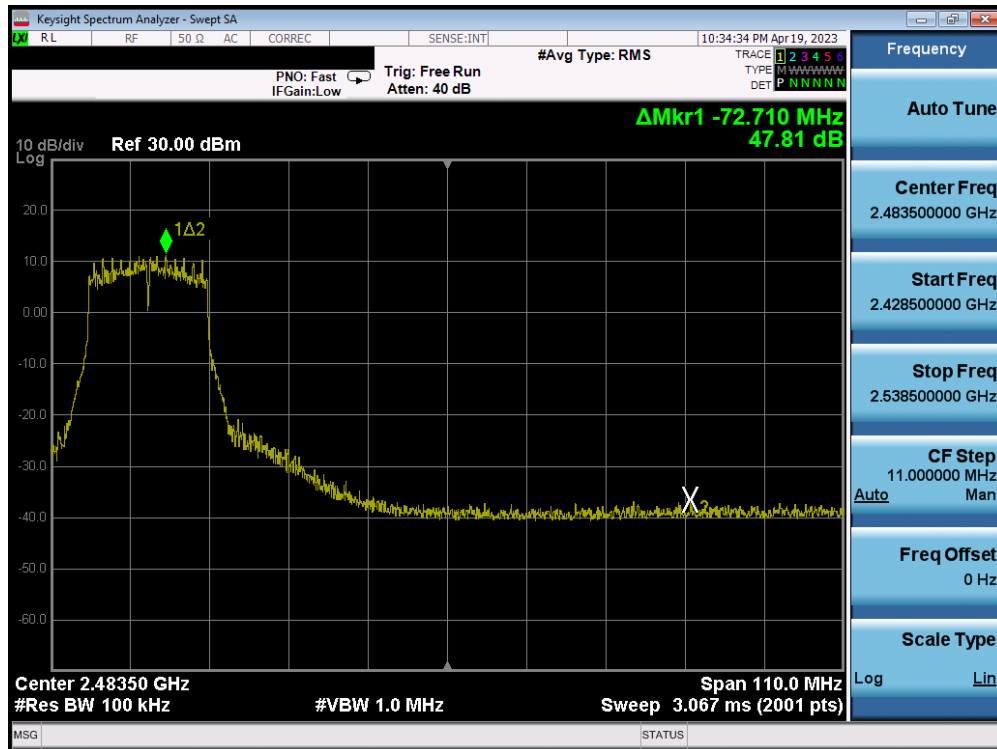 Keysight Spectrum Analyzer - Swept SA
LXI RL RF 50 Ω AC CORREC SENSE:INT 10:34:34 PM Apr 19, 2023
#Avg Type: RMS TRACE 1 2 3 4 5 6
PNO: Fast Trig: Free Run TYPE M W W W W W
IFGain:Low Atten: 40 dB DET P N N N N N
ΔMkr1 -72.710 MHz
47.81 dB
10 dB/div Ref 30.00 dBm
Log
20.0
1Δ2
10.0
0.00
-10.0
-20.0
-30.0
X2
-40.0
-50.0
-60.0
Center 2.48350 GHz Span 110.0 MHz
#Res BW 100 kHz #VBW 1.0 MHz Sweep 3.067 ms (2001 pts)
MSG STATUS
Frequency
Auto Tune
Center Freq
2.483500000 GHz
Start Freq
2.428500000 GHz
Stop Freq
2.538500000 GHz
CF Step
11.000000 MHz
Auto Man
Freq Offset
0 Hz
Scale Type
Log Lin